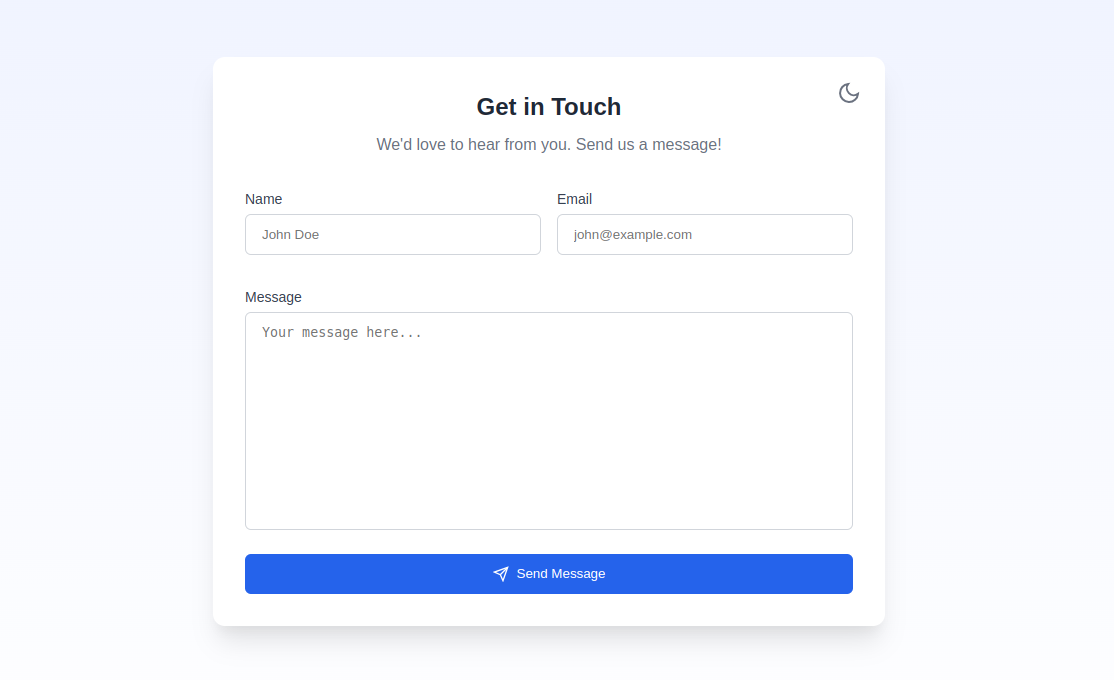 Get in Touch
We'd love to hear from you. Send us a message!
Name
Email
John Doe
john@example.com
Message
Your message here...
Send Message